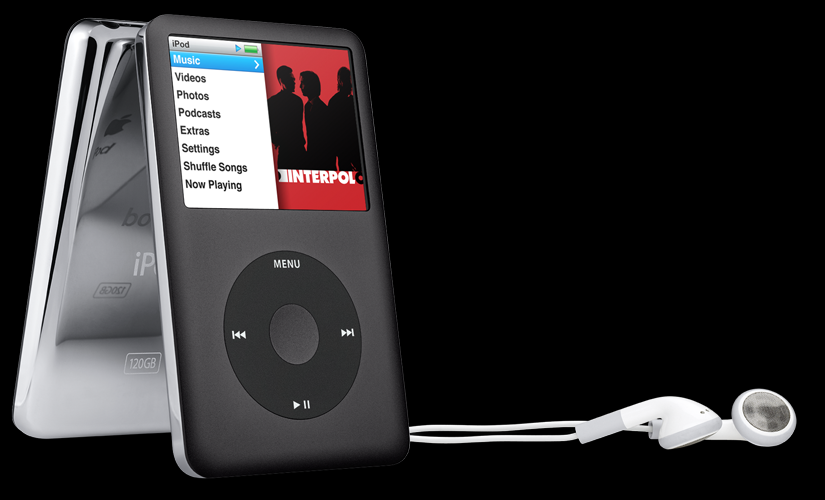 iPod
Music
Videos
Photos
Podcasts
Extras
Settings
Shuffle Songs
Now Playing
INTERPOL
MENU
120GB